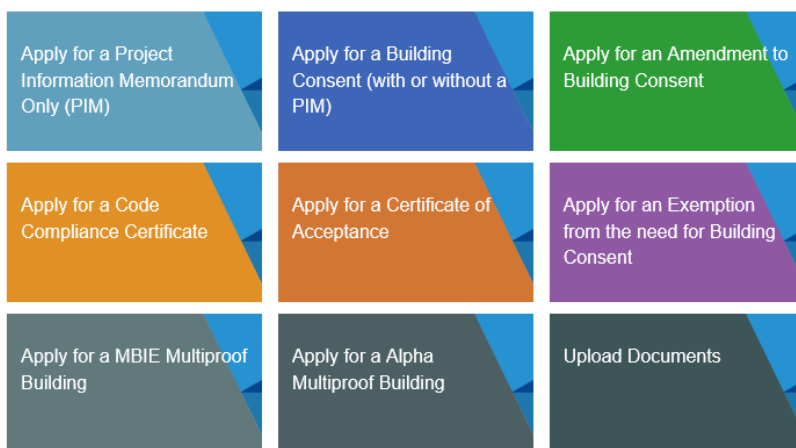 Apply for a Project
Information Memorandum
Only (PIM)
Apply for a Building
Consent (with or without a
PIM)
Apply for an Amendment to
Building Consent
Apply for a Code
Compliance Certificate
Apply for a Certificate of
Acceptance
Apply for an Exemption
from the need for Building
Consent
Apply for a MBIE Multiproof
Building
Apply for a Alpha
Multiproof Building
Upload Documents